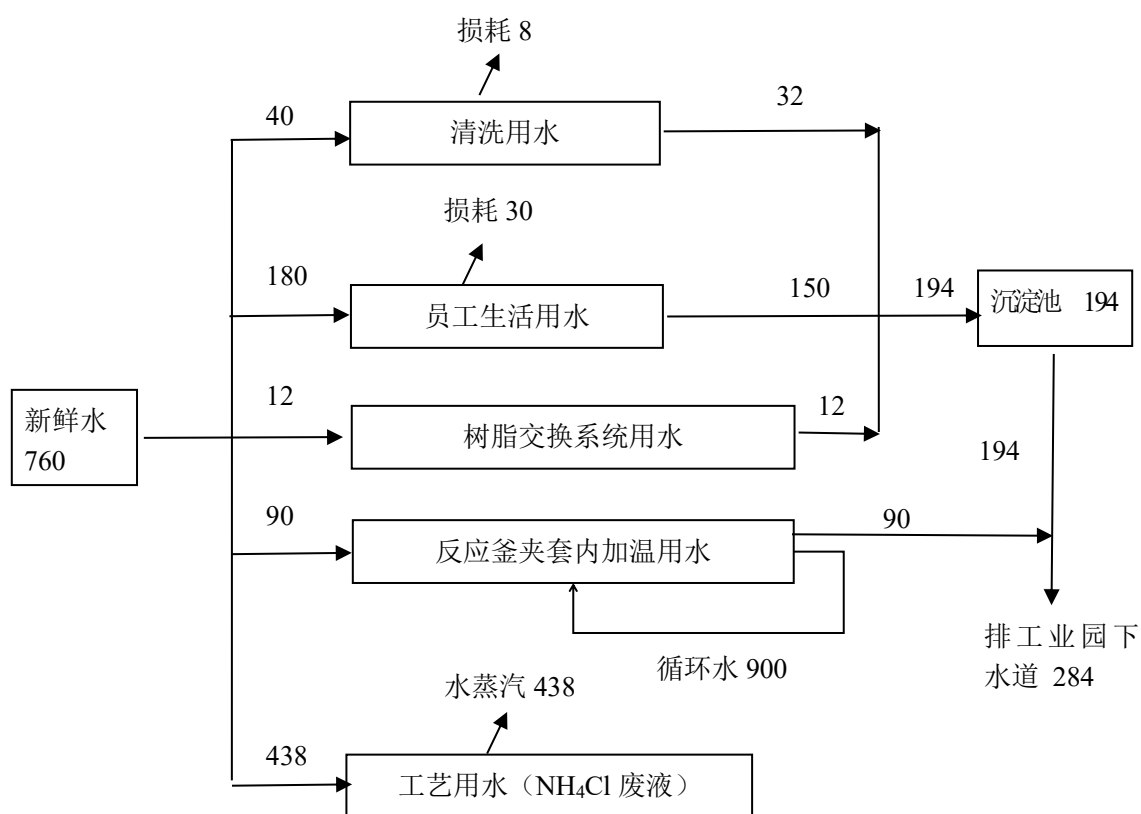 损耗 8
40
清洗用水
32
损耗 30
180
员工生活用水
150
194
沉淀池 194
新鲜水
760
12
树脂交换系统用水
12
194
90
反应釜夹套内加温用水
90
循环水 900
排工业园下
水道 284
水蒸汽 438
438
工艺用水（NH₄Cl 废液）